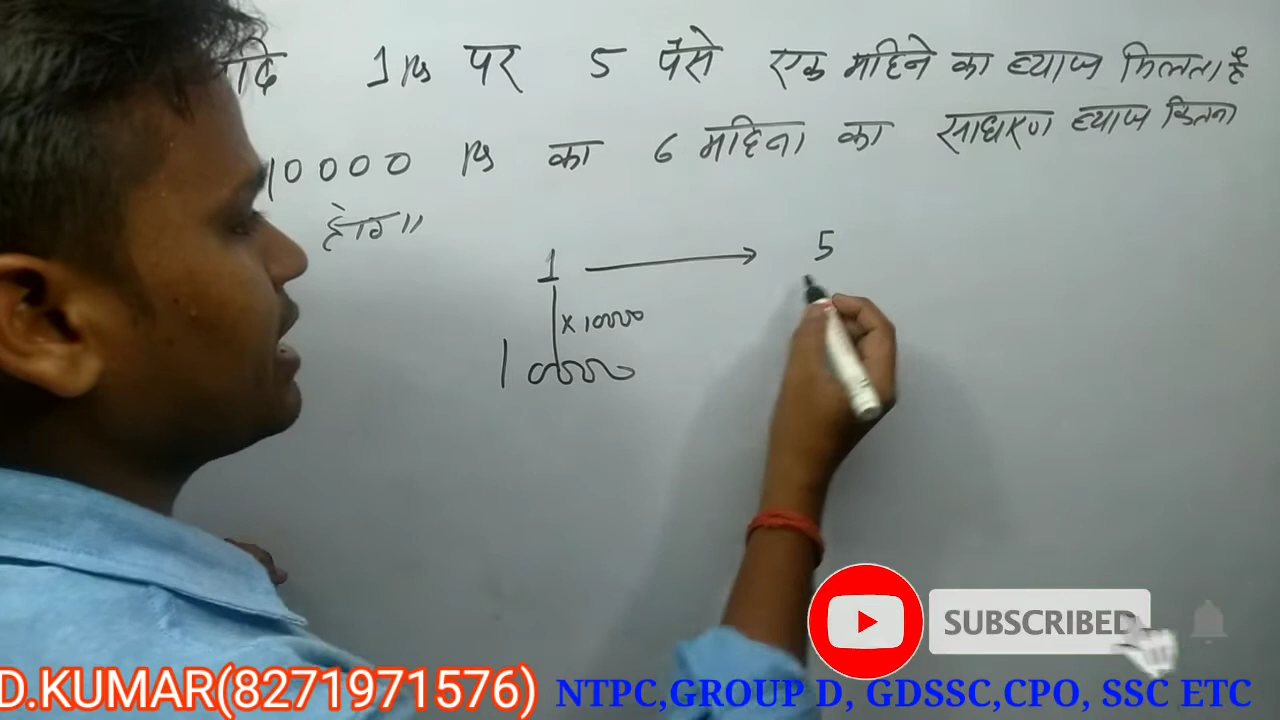 यदि 1 Rs पर 5 पैसे एक महिने का ब्याज मिलता है
10000 Rs का 6 महिना का साधारण ब्याज कितना
होगा।।
1 → 5
× 10000
10000
SUBSCRIBED
D.KUMAR(8271971576) NTPC,GROUP D, GDSSC,CPO, SSC ETC